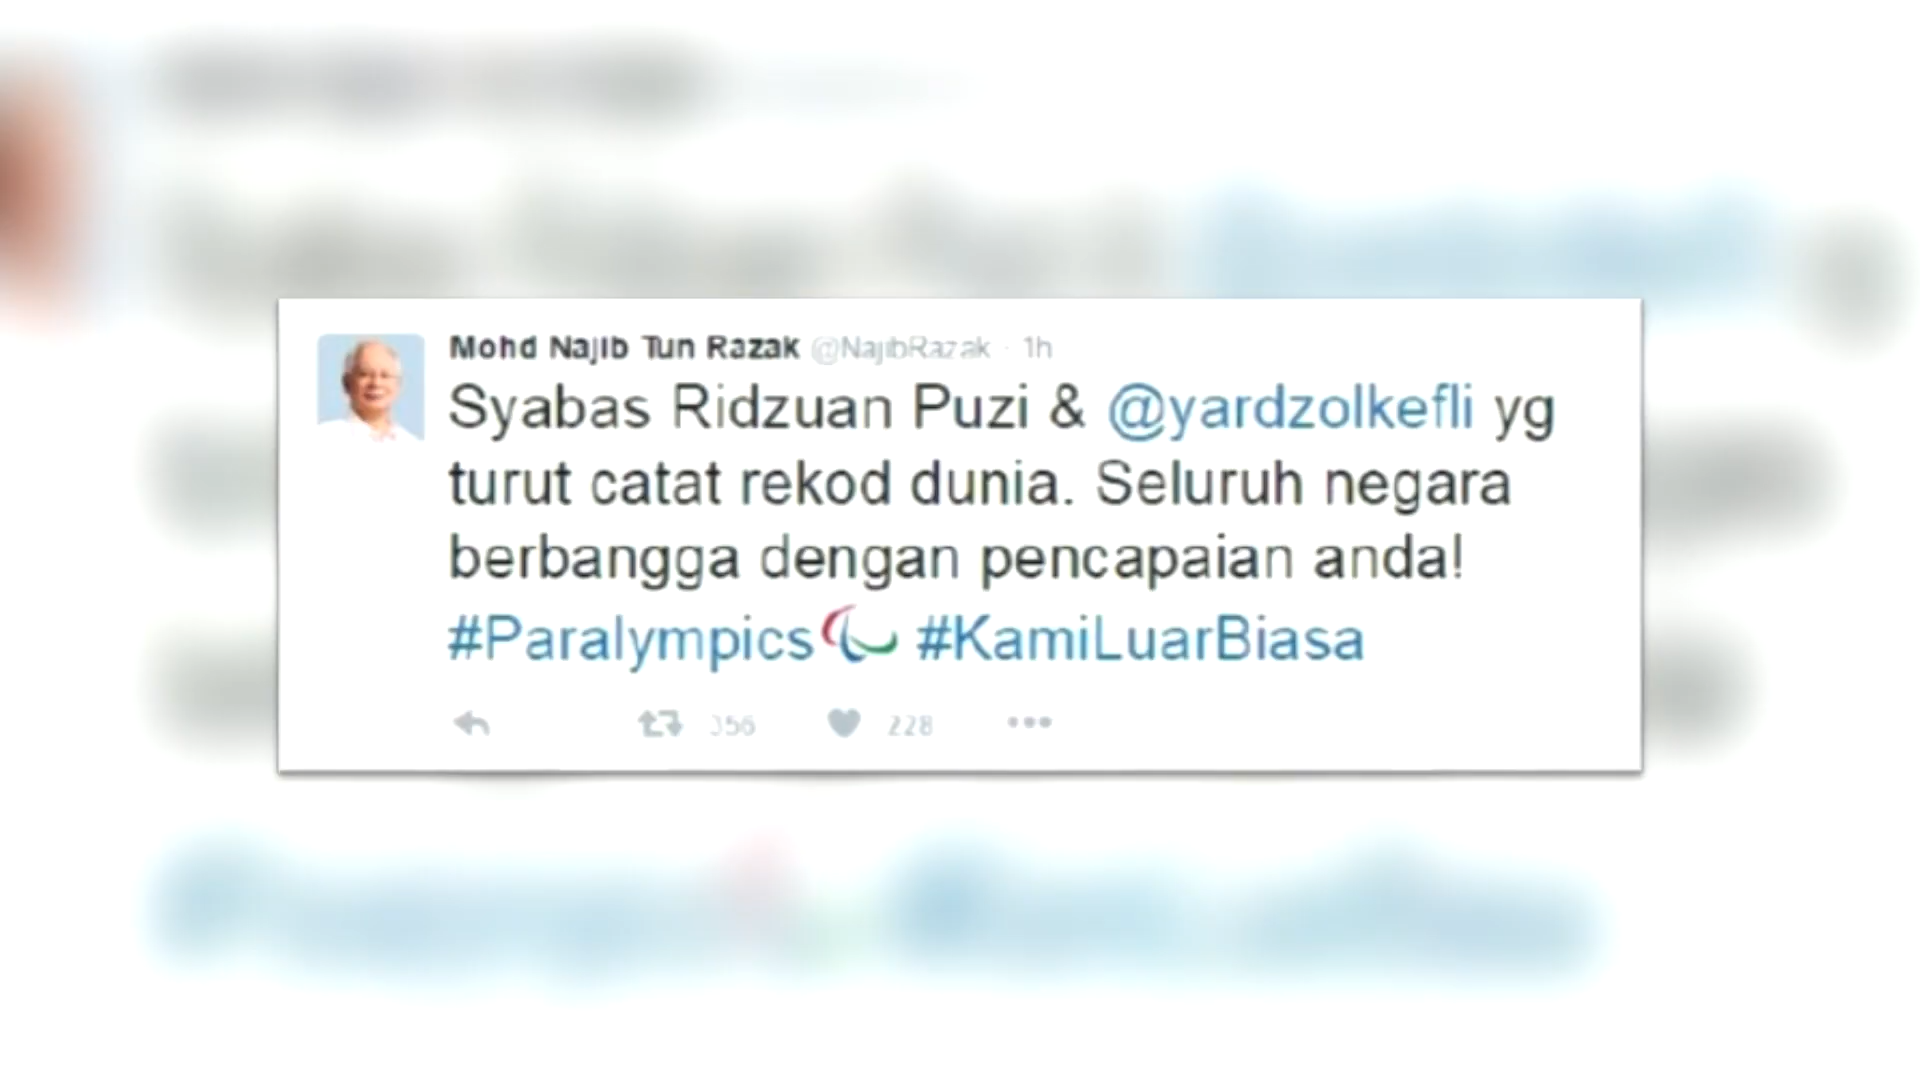 Mohd Najib Tun Razak @NajibRazak · 1h
Syabas Ridzuan Puzi & @yardzolkefli yg
turut catat rekod dunia. Seluruh negara
berbangga dengan pencapaian anda!
#Paralympics #KamiLuarBiasa
356 228